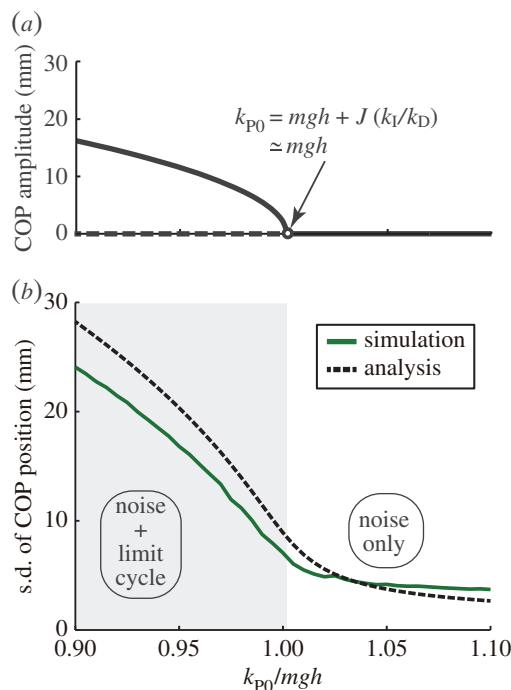 (a)
30
20
10
0
COP amplitude (mm)
k_P0 = mgh + J (k_I/k_D)
≃ mgh
(b)
30
20
10
0
s.d. of COP position (mm)
simulation
analysis
noise
+
limit
cycle
noise
only
0.90 0.95 1.00 1.05 1.10
k_P0/mgh